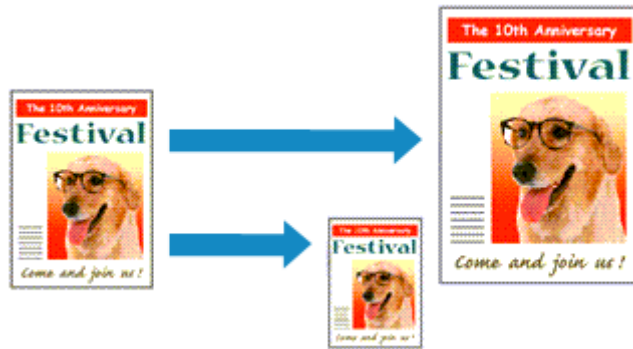 The 10th Anniversary
Festival
Come and join us!
The 10th Anniversary
Festival
Come and join us!
The 10th Anniversary
Festival
Come and join us!